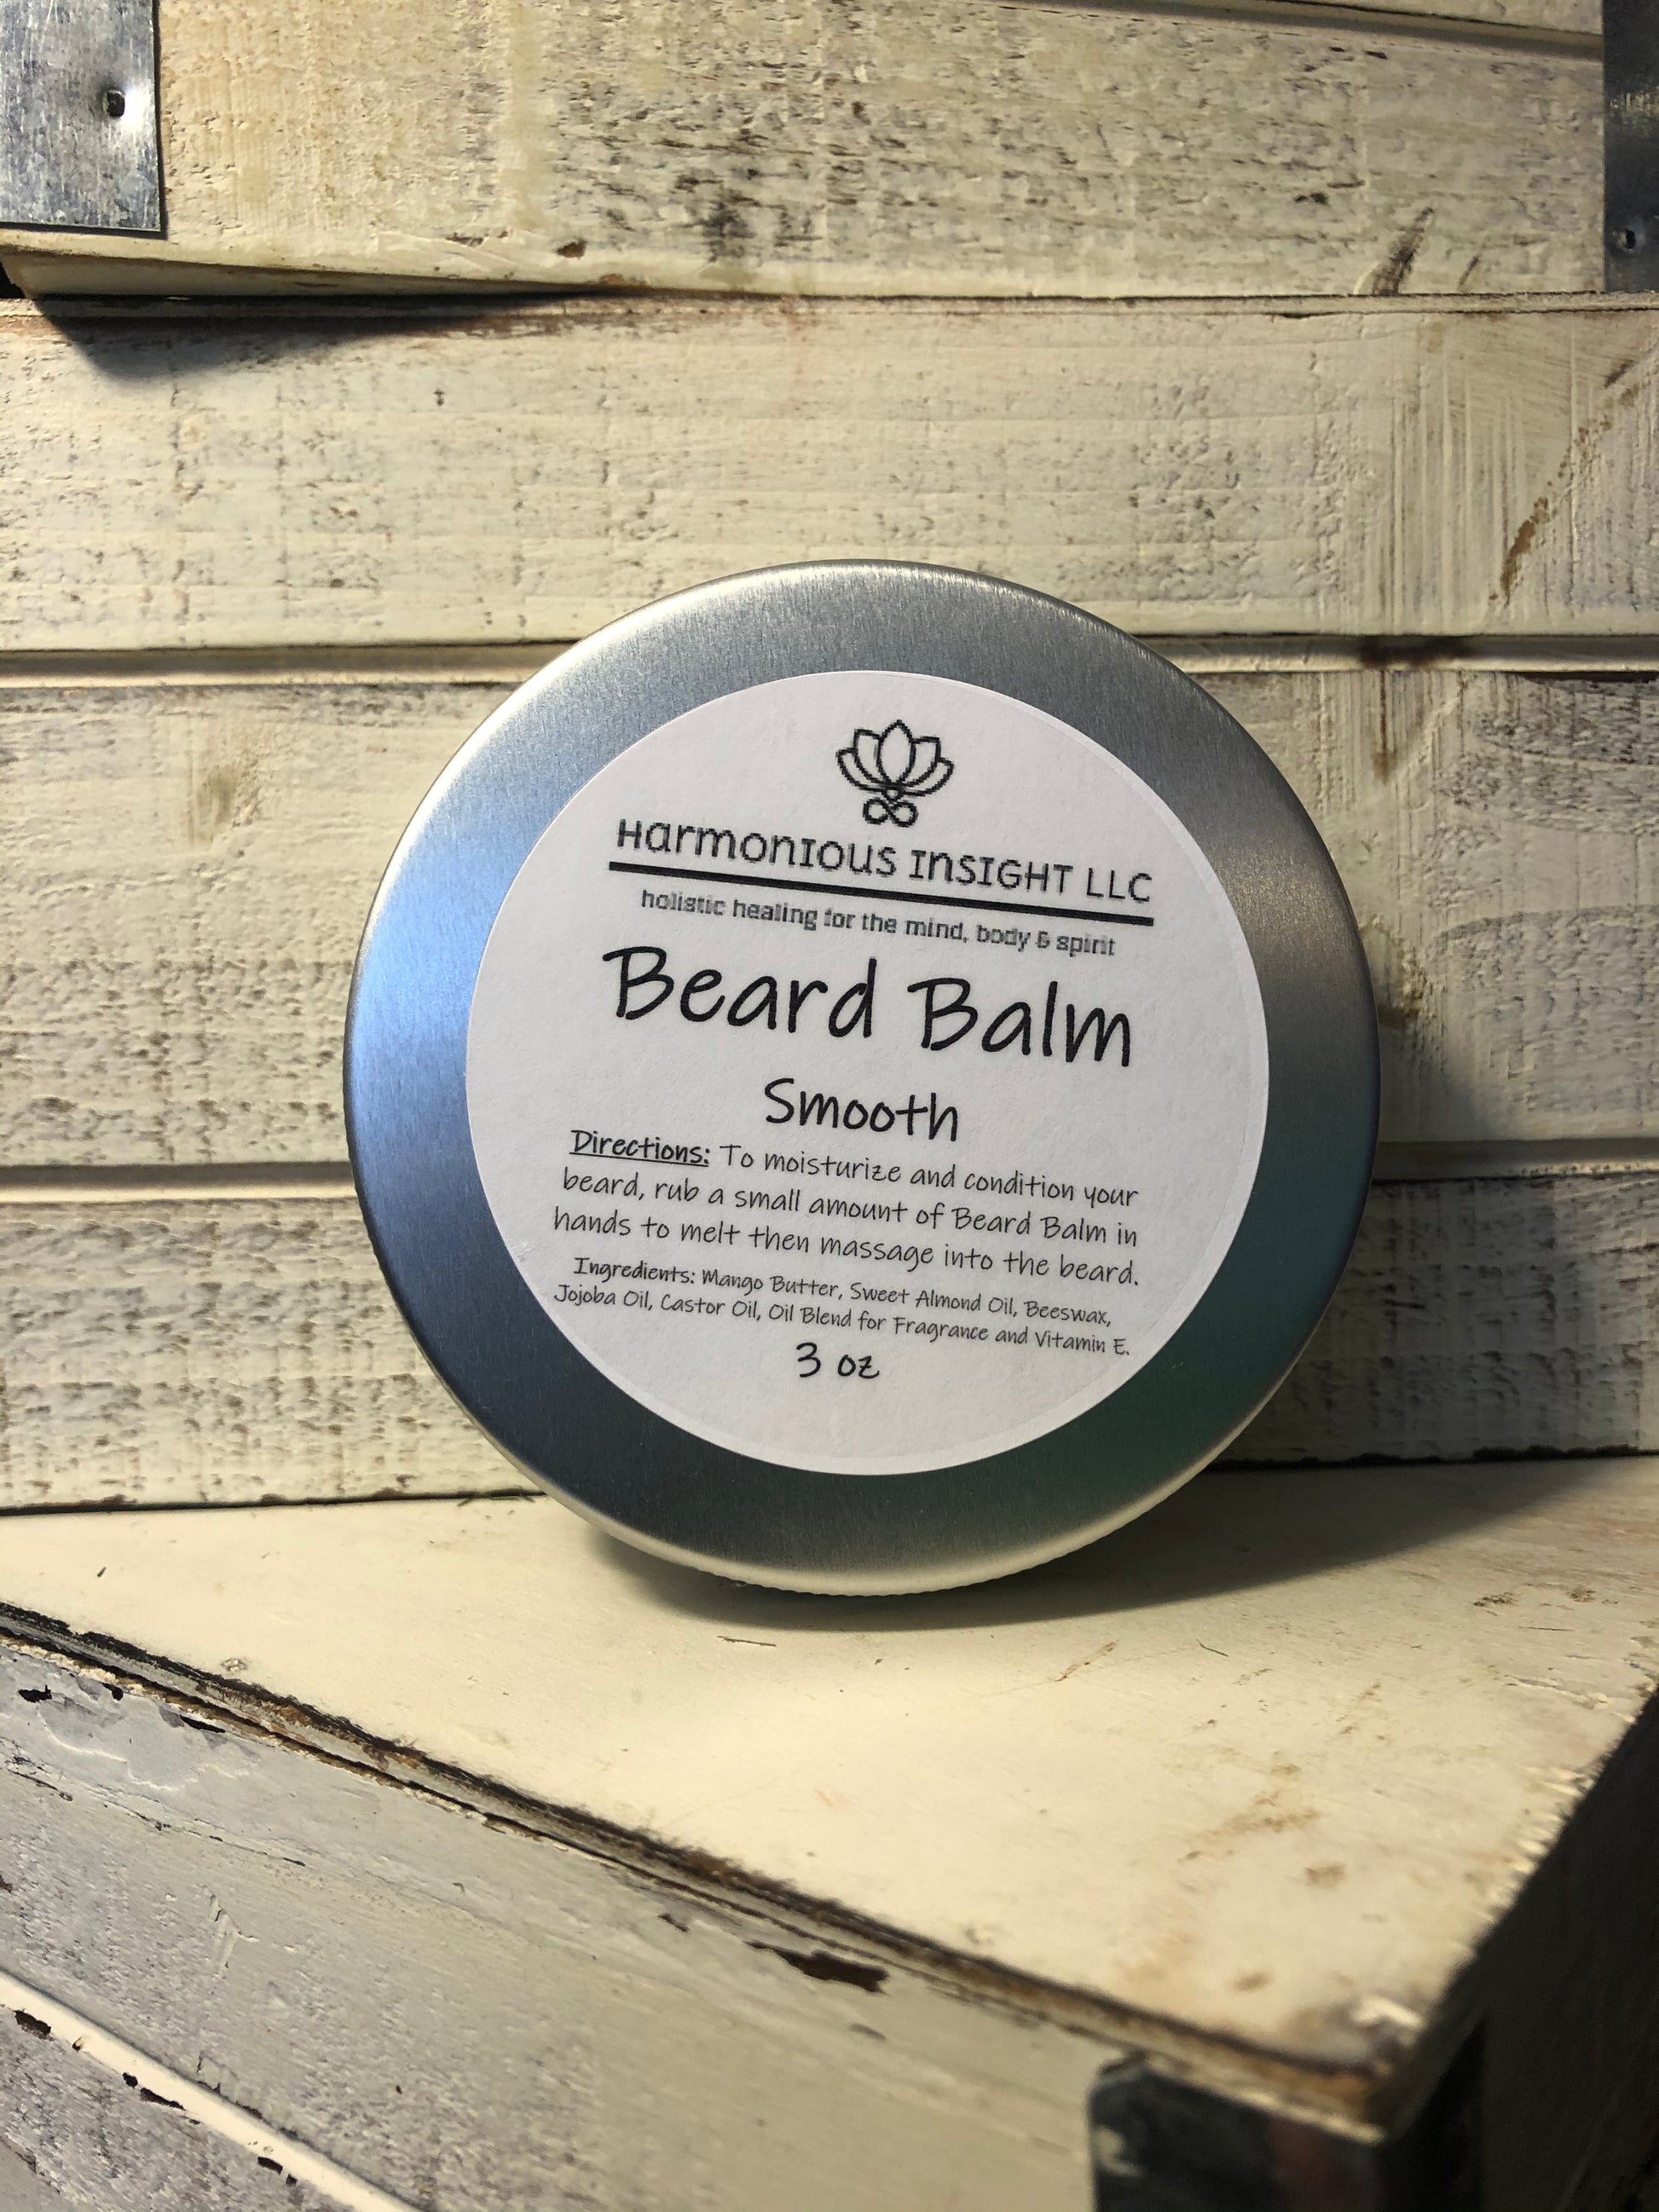 Harmonious Insight LLC
holistic healing for the mind, body & spirit
Beard Balm
Smooth
Directions: To moisturize and condition your
beard, rub a small amount of Beard Balm in
hands to melt then massage into the beard.
Ingredients: Mango Butter, Sweet Almond Oil, Beeswax,
Jojoba Oil, Castor Oil, Oil Blend for Fragrance and Vitamin E.
3 oz